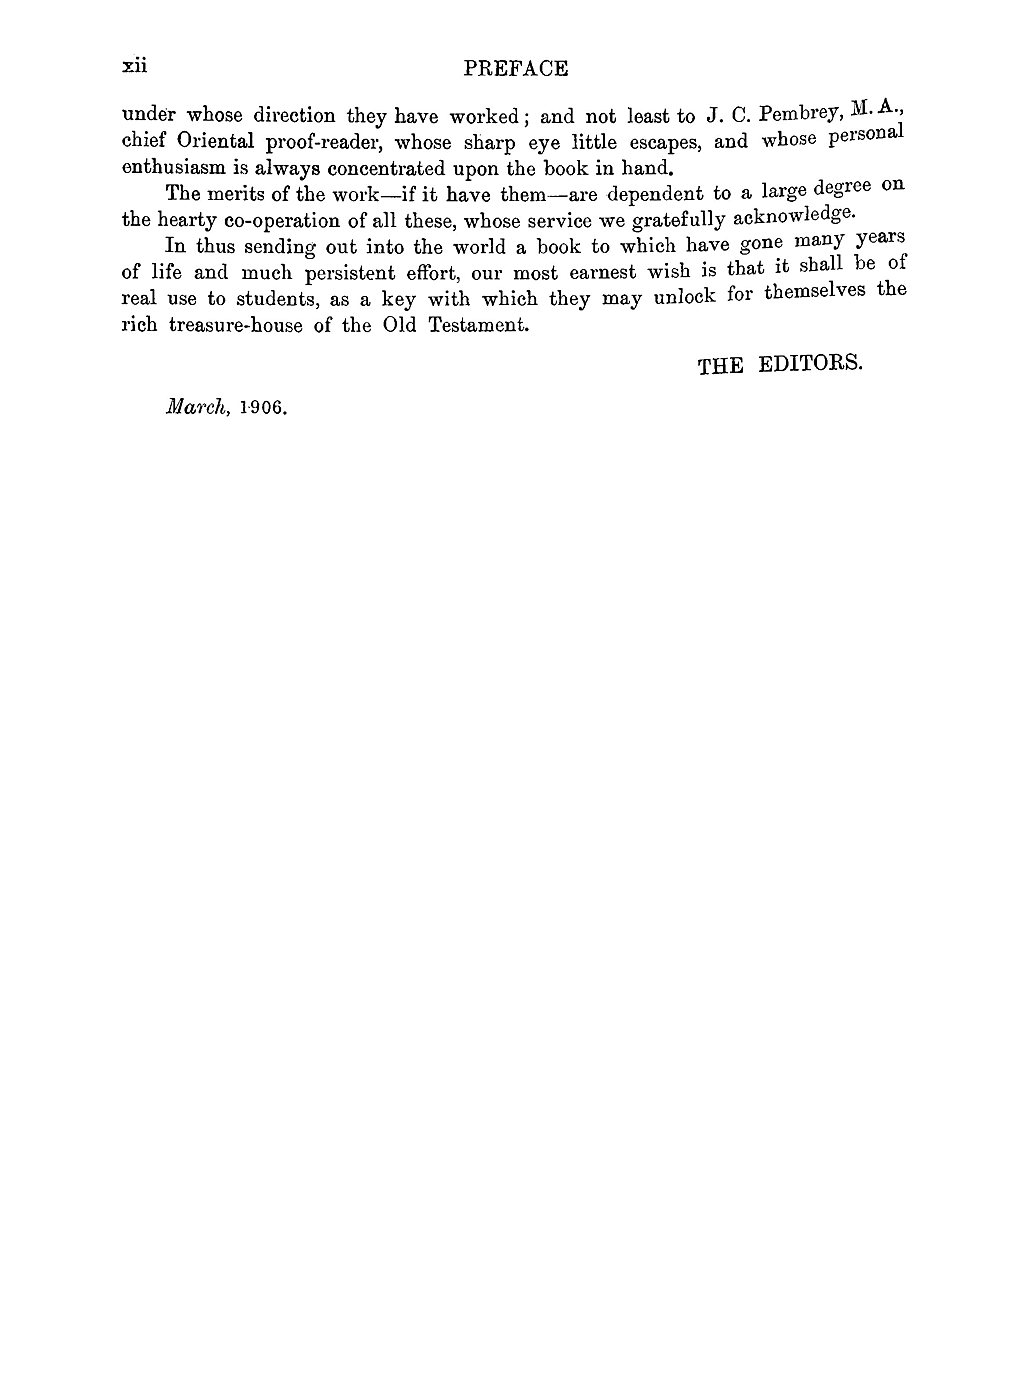 xii
PREFACE
under whose direction they have worked; and not least to J. C. Pembrey, M. A.,
chief Oriental proof-reader, whose sharp eye little escapes, and whose personal
enthusiasm is always concentrated upon the book in hand.
The merits of the work—if it have them—are dependent to a large degree on
the hearty co-operation of all these, whose service we gratefully acknowledge.
In thus sending out into the world a book to which have gone many years
of life and much persistent effort, our most earnest wish is that it shall be of
real use to students, as a key with which they may unlock for themselves the
rich treasure-house of the Old Testament.
THE EDITORS.
March, 1906.